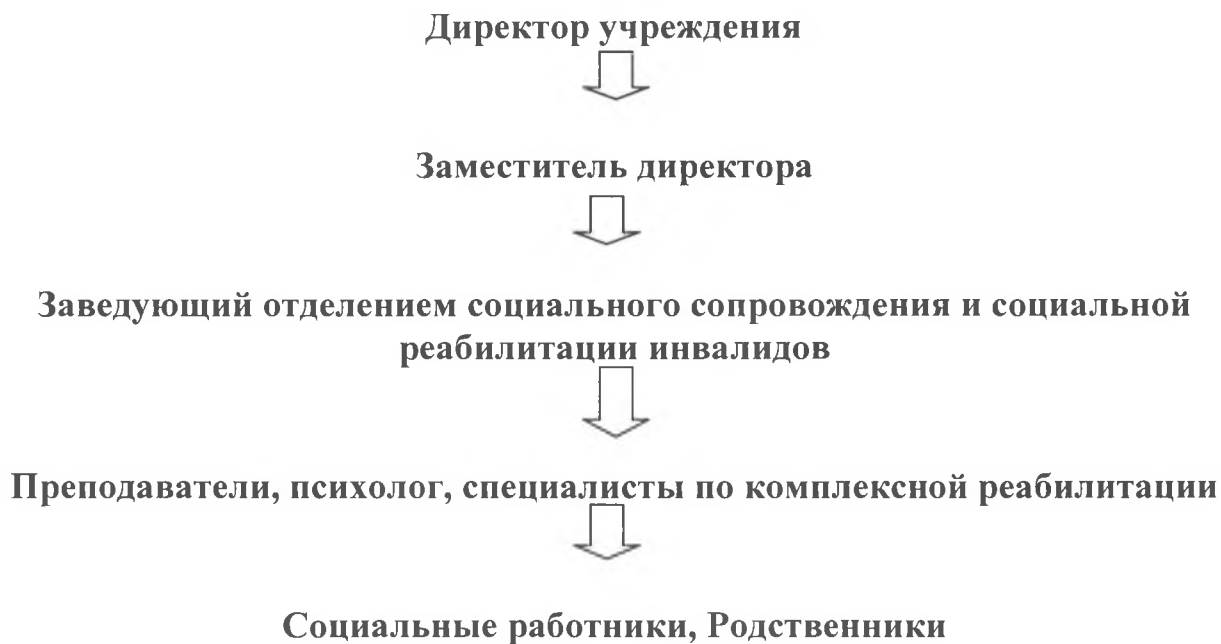 Директор учреждения
Заместитель директора
Заведующий отделением социального сопровождения и социальной
реабилитации инвалидов
Преподаватели, психолог, специалисты по комплексной реабилитации
Социальные работники, Родственники